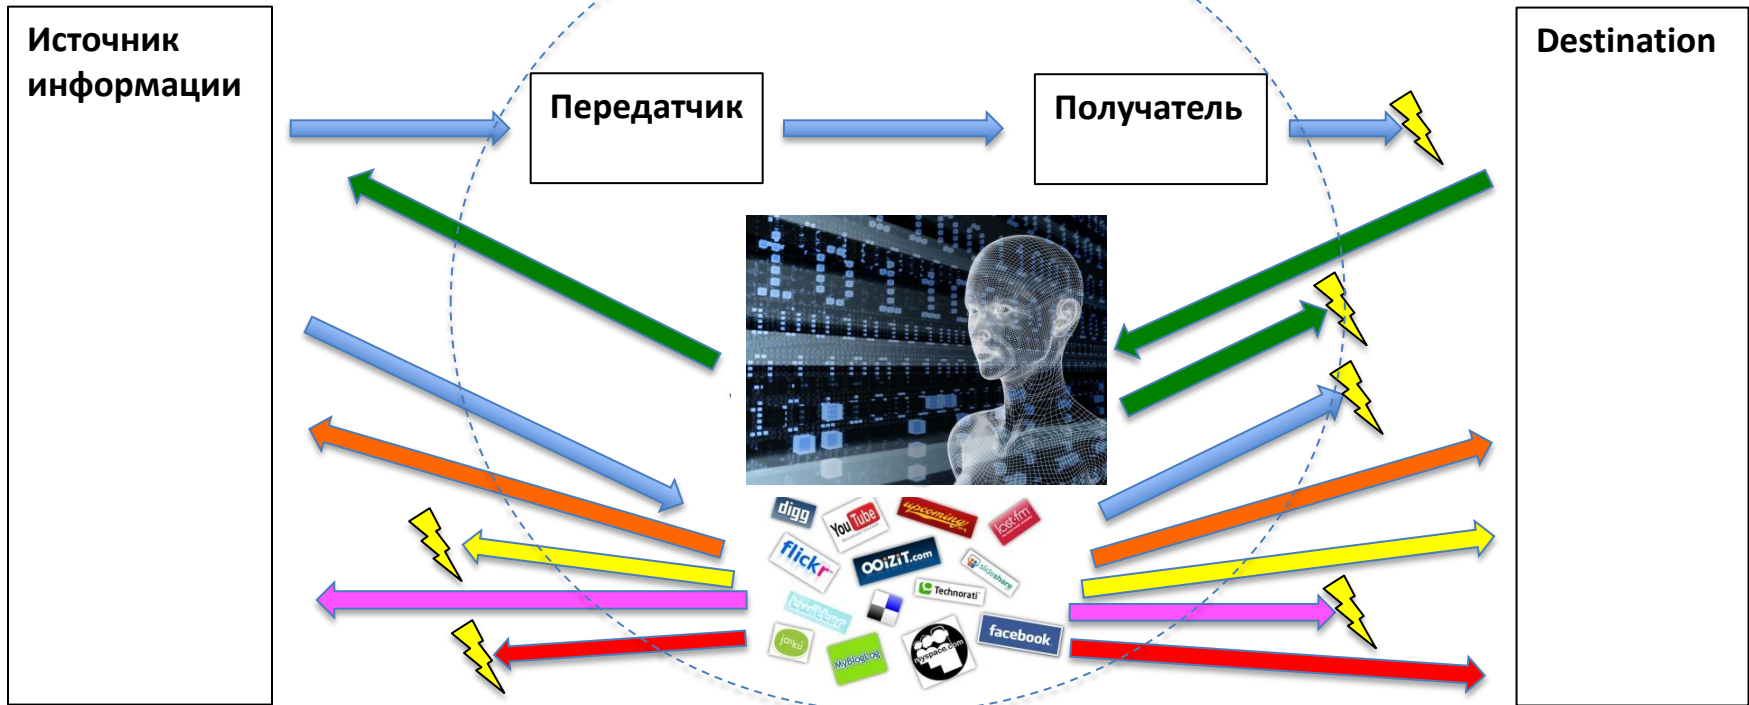 Источник
информации
Destination
Передатчик
Получатель
digg
YouTube
upcoming
last.fm
flickr
OOiZiT.com
slideshare
Technorati
twitter
jaiku
MyBlogLog
myspace.com
facebook